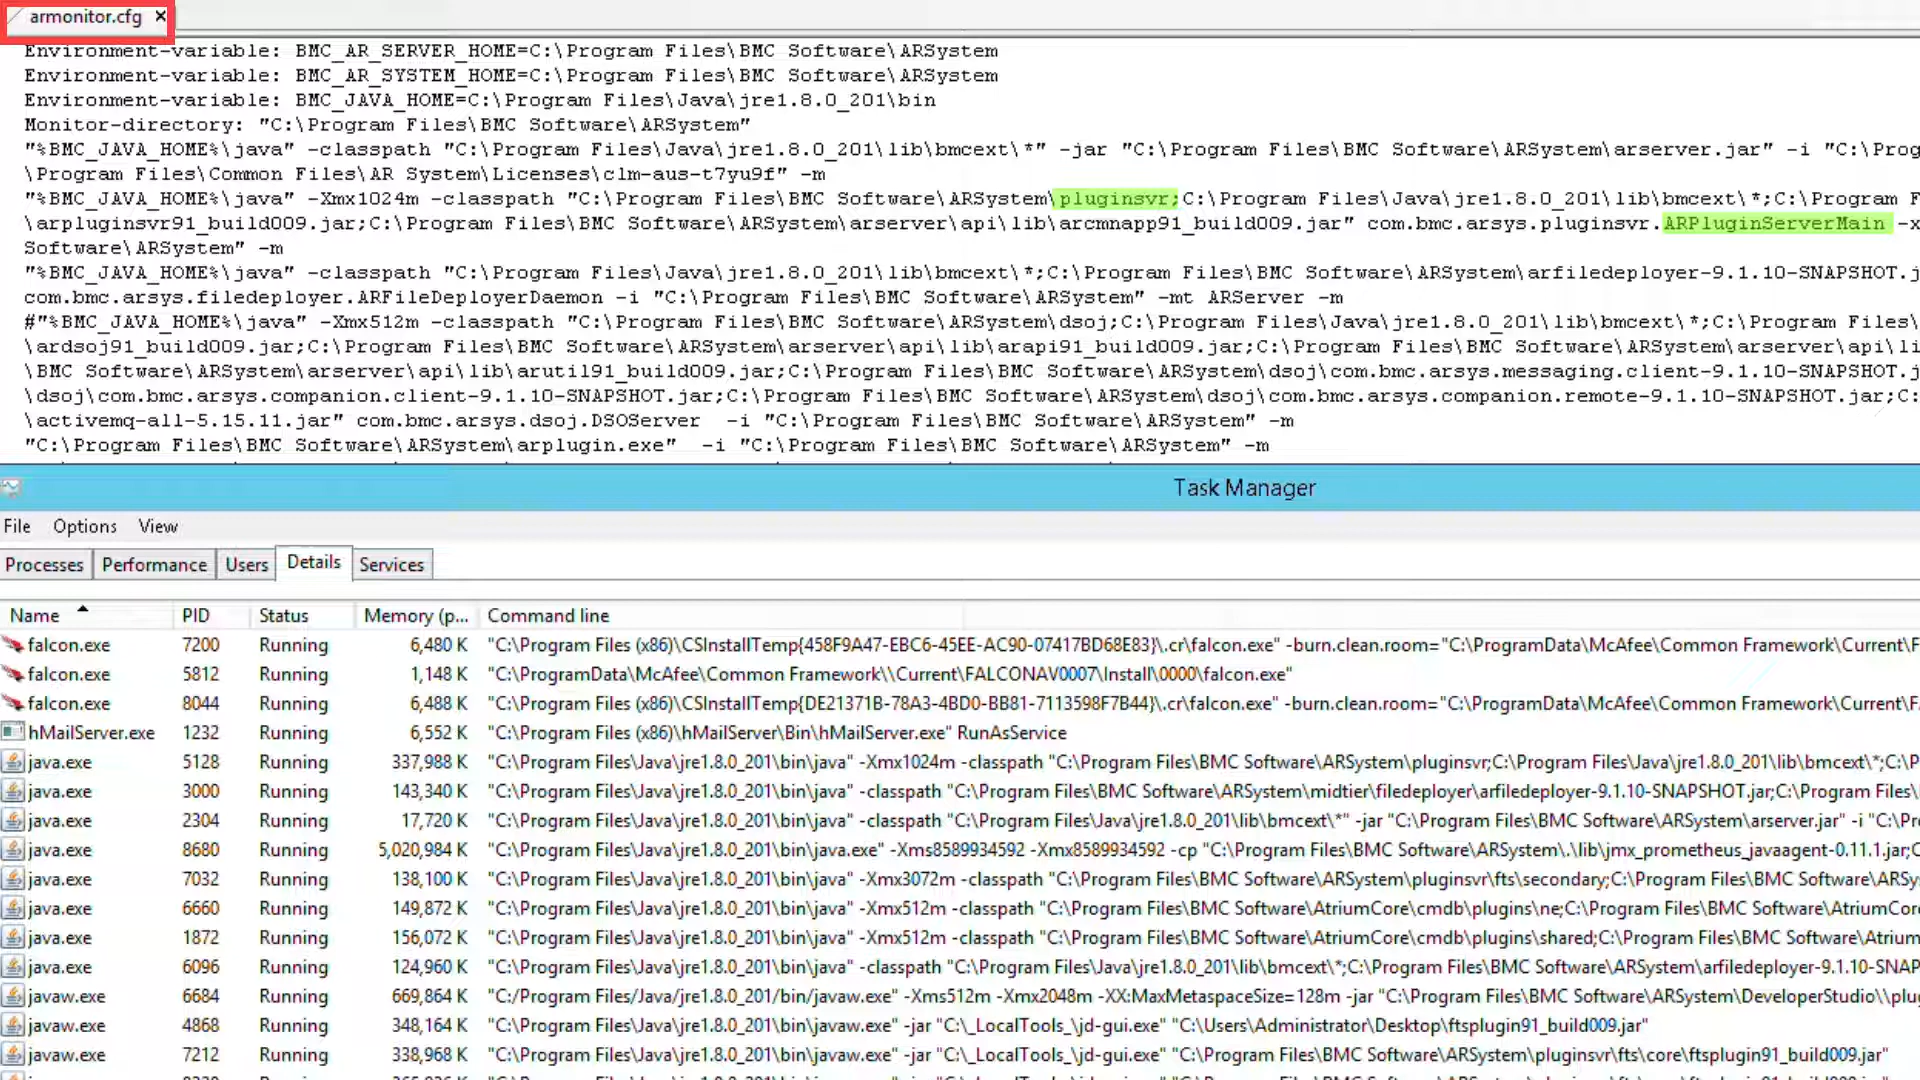 armonitor.cfg
Environment-variable: BMC_AR_SERVER_HOME=C:\Program Files\BMC Software\ARSystem
Environment-variable: BMC_AR_SYSTEM_HOME=C:\Program Files\BMC Software\ARSystem
Environment-variable: BMC_JAVA_HOME=C:\Program Files\Java\jre1.8.0_201\bin
Monitor-directory: "C:\Program Files\BMC Software\ARSystem"
"%BMC_JAVA_HOME%\java" -classpath "C:\Program Files\Java\jre1.8.0_201\lib\bmcext\*" -jar "C:\Program Files\BMC Software\ARSystem\arserver.jar" -i "C:\Prog
\Program Files\Common Files\AR System\Licenses\clm-aus-t7yu9f" -m
"%BMC_JAVA_HOME%\java" -Xmx1024m -classpath "C:\Program Files\BMC Software\ARSystem\pluginsvr;C:\Program Files\Java\jre1.8.0_201\lib\bmcext\*;C:\Program F
\arpluginsvr91_build009.jar;C:\Program Files\BMC Software\ARSystem\arserver\api\lib\arcmnapp91_build009.jar" com.bmc.arsys.pluginsvr.ARPluginServerMain -x
Software\ARSystem" -m
"%BMC_JAVA_HOME%\java" -classpath "C:\Program Files\Java\jre1.8.0_201\lib\bmcext\*;C:\Program Files\BMC Software\ARSystem\arfiledeployer-9.1.10-SNAPSHOT.j
com.bmc.arsys.filedeployer.ARFileDeployerDaemon -i "C:\Program Files\BMC Software\ARSystem" -mt ARServer -m
#"%BMC_JAVA_HOME%\java" -Xmx512m -classpath "C:\Program Files\BMC Software\ARSystem\dsoj;C:\Program Files\Java\jre1.8.0_201\lib\bmcext\*;C:\Program Files\
\ardsoj91_build009.jar;C:\Program Files\BMC Software\ARSystem\arserver\api\lib\arapi91_build009.jar;C:\Program Files\BMC Software\ARSystem\arserver\api\li
\BMC Software\ARSystem\arserver\api\lib\arutil91_build009.jar;C:\Program Files\BMC Software\ARSystem\dsoj\com.bmc.arsys.messaging.client-9.1.10-SNAPSHOT.j
\dsoj\com.bmc.arsys.companion.client-9.1.10-SNAPSHOT.jar;C:\Program Files\BMC Software\ARSystem\dsoj\com.bmc.arsys.companion.remote-9.1.10-SNAPSHOT.jar;C:
\activemq-all-5.15.11.jar" com.bmc.arsys.dsoj.DSOServer -i "C:\Program Files\BMC Software\ARSystem" -m
"C:\Program Files\BMC Software\ARSystem\arplugin.exe" -i "C:\Program Files\BMC Software\ARSystem" -m
Task Manager
File Options View
Processes Performance Users Details Services
Name PID Status Memory (p... Command line
falcon.exe 7200 Running 6,480 K "C:\Program Files (x86)\CSInstallTemp{458F9A47-EBC6-45EE-AC90-07417BD68E83}\.cr\falcon.exe" -burn.clean.room="C:\ProgramData\McAfee\Common Framework\Current\F
falcon.exe 5812 Running 1,148 K "C:\ProgramData\McAfee\Common Framework\\Current\FALCONAV0007\Install\0000\falcon.exe"
falcon.exe 8044 Running 6,488 K "C:\Program Files (x86)\CSInstallTemp{DE21371B-78A3-4BD0-BB81-7113598F7B44}\.cr\falcon.exe" -burn.clean.room="C:\ProgramData\McAfee\Common Framework\Current\F
hMailServer.exe 1232 Running 6,552 K "C:\Program Files (x86)\hMailServer\Bin\hMailServer.exe" RunAsService
java.exe 5128 Running 337,988 K "C:\Program Files\Java\jre1.8.0_201\bin\java" -Xmx1024m -classpath "C:\Program Files\BMC Software\ARSystem\pluginsvr;C:\Program Files\Java\jre1.8.0_201\lib\bmcext\*;C:\P
java.exe 3000 Running 143,340 K "C:\Program Files\Java\jre1.8.0_201\bin\java" -classpath "C:\Program Files\BMC Software\ARSystem\midtier\filedeployer\arfiledeployer-9.1.10-SNAPSHOT.jar;C:\Program Files\
java.exe 2304 Running 17,720 K "C:\Program Files\Java\jre1.8.0_201\bin\java" -classpath "C:\Program Files\Java\jre1.8.0_201\lib\bmcext\*" -jar "C:\Program Files\BMC Software\ARSystem\arserver.jar" -i "C:\Pr
java.exe 8680 Running 5,020,984 K "C:\Program Files\Java\jre1.8.0_201\bin\java.exe" -Xms8589934592 -Xmx8589934592 -cp "C:\Program Files\BMC Software\ARSystem\.\lib\jmx_prometheus_javaagent-0.11.1.jar;C
java.exe 7032 Running 138,100 K "C:\Program Files\Java\jre1.8.0_201\bin\java" -Xmx3072m -classpath "C:\Program Files\BMC Software\ARSystem\pluginsvr\fts\secondary;C:\Program Files\BMC Software\ARSy
java.exe 6660 Running 149,872 K "C:\Program Files\Java\jre1.8.0_201\bin\java" -Xmx512m -classpath "C:\Program Files\BMC Software\AtriumCore\cmdb\plugins\ne;C:\Program Files\BMC Software\AtriumCor
java.exe 1872 Running 156,072 K "C:\Program Files\Java\jre1.8.0_201\bin\java" -Xmx512m -classpath "C:\Program Files\BMC Software\AtriumCore\cmdb\plugins\shared;C:\Program Files\BMC Software\Atrium
java.exe 6096 Running 124,960 K "C:\Program Files\Java\jre1.8.0_201\bin\java" -classpath "C:\Program Files\Java\jre1.8.0_201\lib\bmcext\*;C:\Program Files\BMC Software\ARSystem\arfiledeployer-9.1.10-SNAP
javaw.exe 6684 Running 669,864 K "C:/Program Files/Java/jre1.8.0_201/bin/javaw.exe" -Xms512m -Xmx2048m -XX:MaxMetaspaceSize=128m -jar "C:\Program Files\BMC Software\ARSystem\DeveloperStudio\\plug
javaw.exe 4868 Running 348,164 K "C:\Program Files\Java\jre1.8.0_201\bin\javaw.exe" -jar "C:\_LocalTools_\jd-gui.exe" "C:\Users\Administrator\Desktop\ftsplugin91_build009.jar"
javaw.exe 7212 Running 338,968 K "C:\Program Files\Java\jre1.8.0_201\bin\javaw.exe" -jar "C:\_LocalTools_\jd-gui.exe" "C:\Program Files\BMC Software\ARSystem\pluginsvr\fts\core\ftsplugin91_build009.jar"